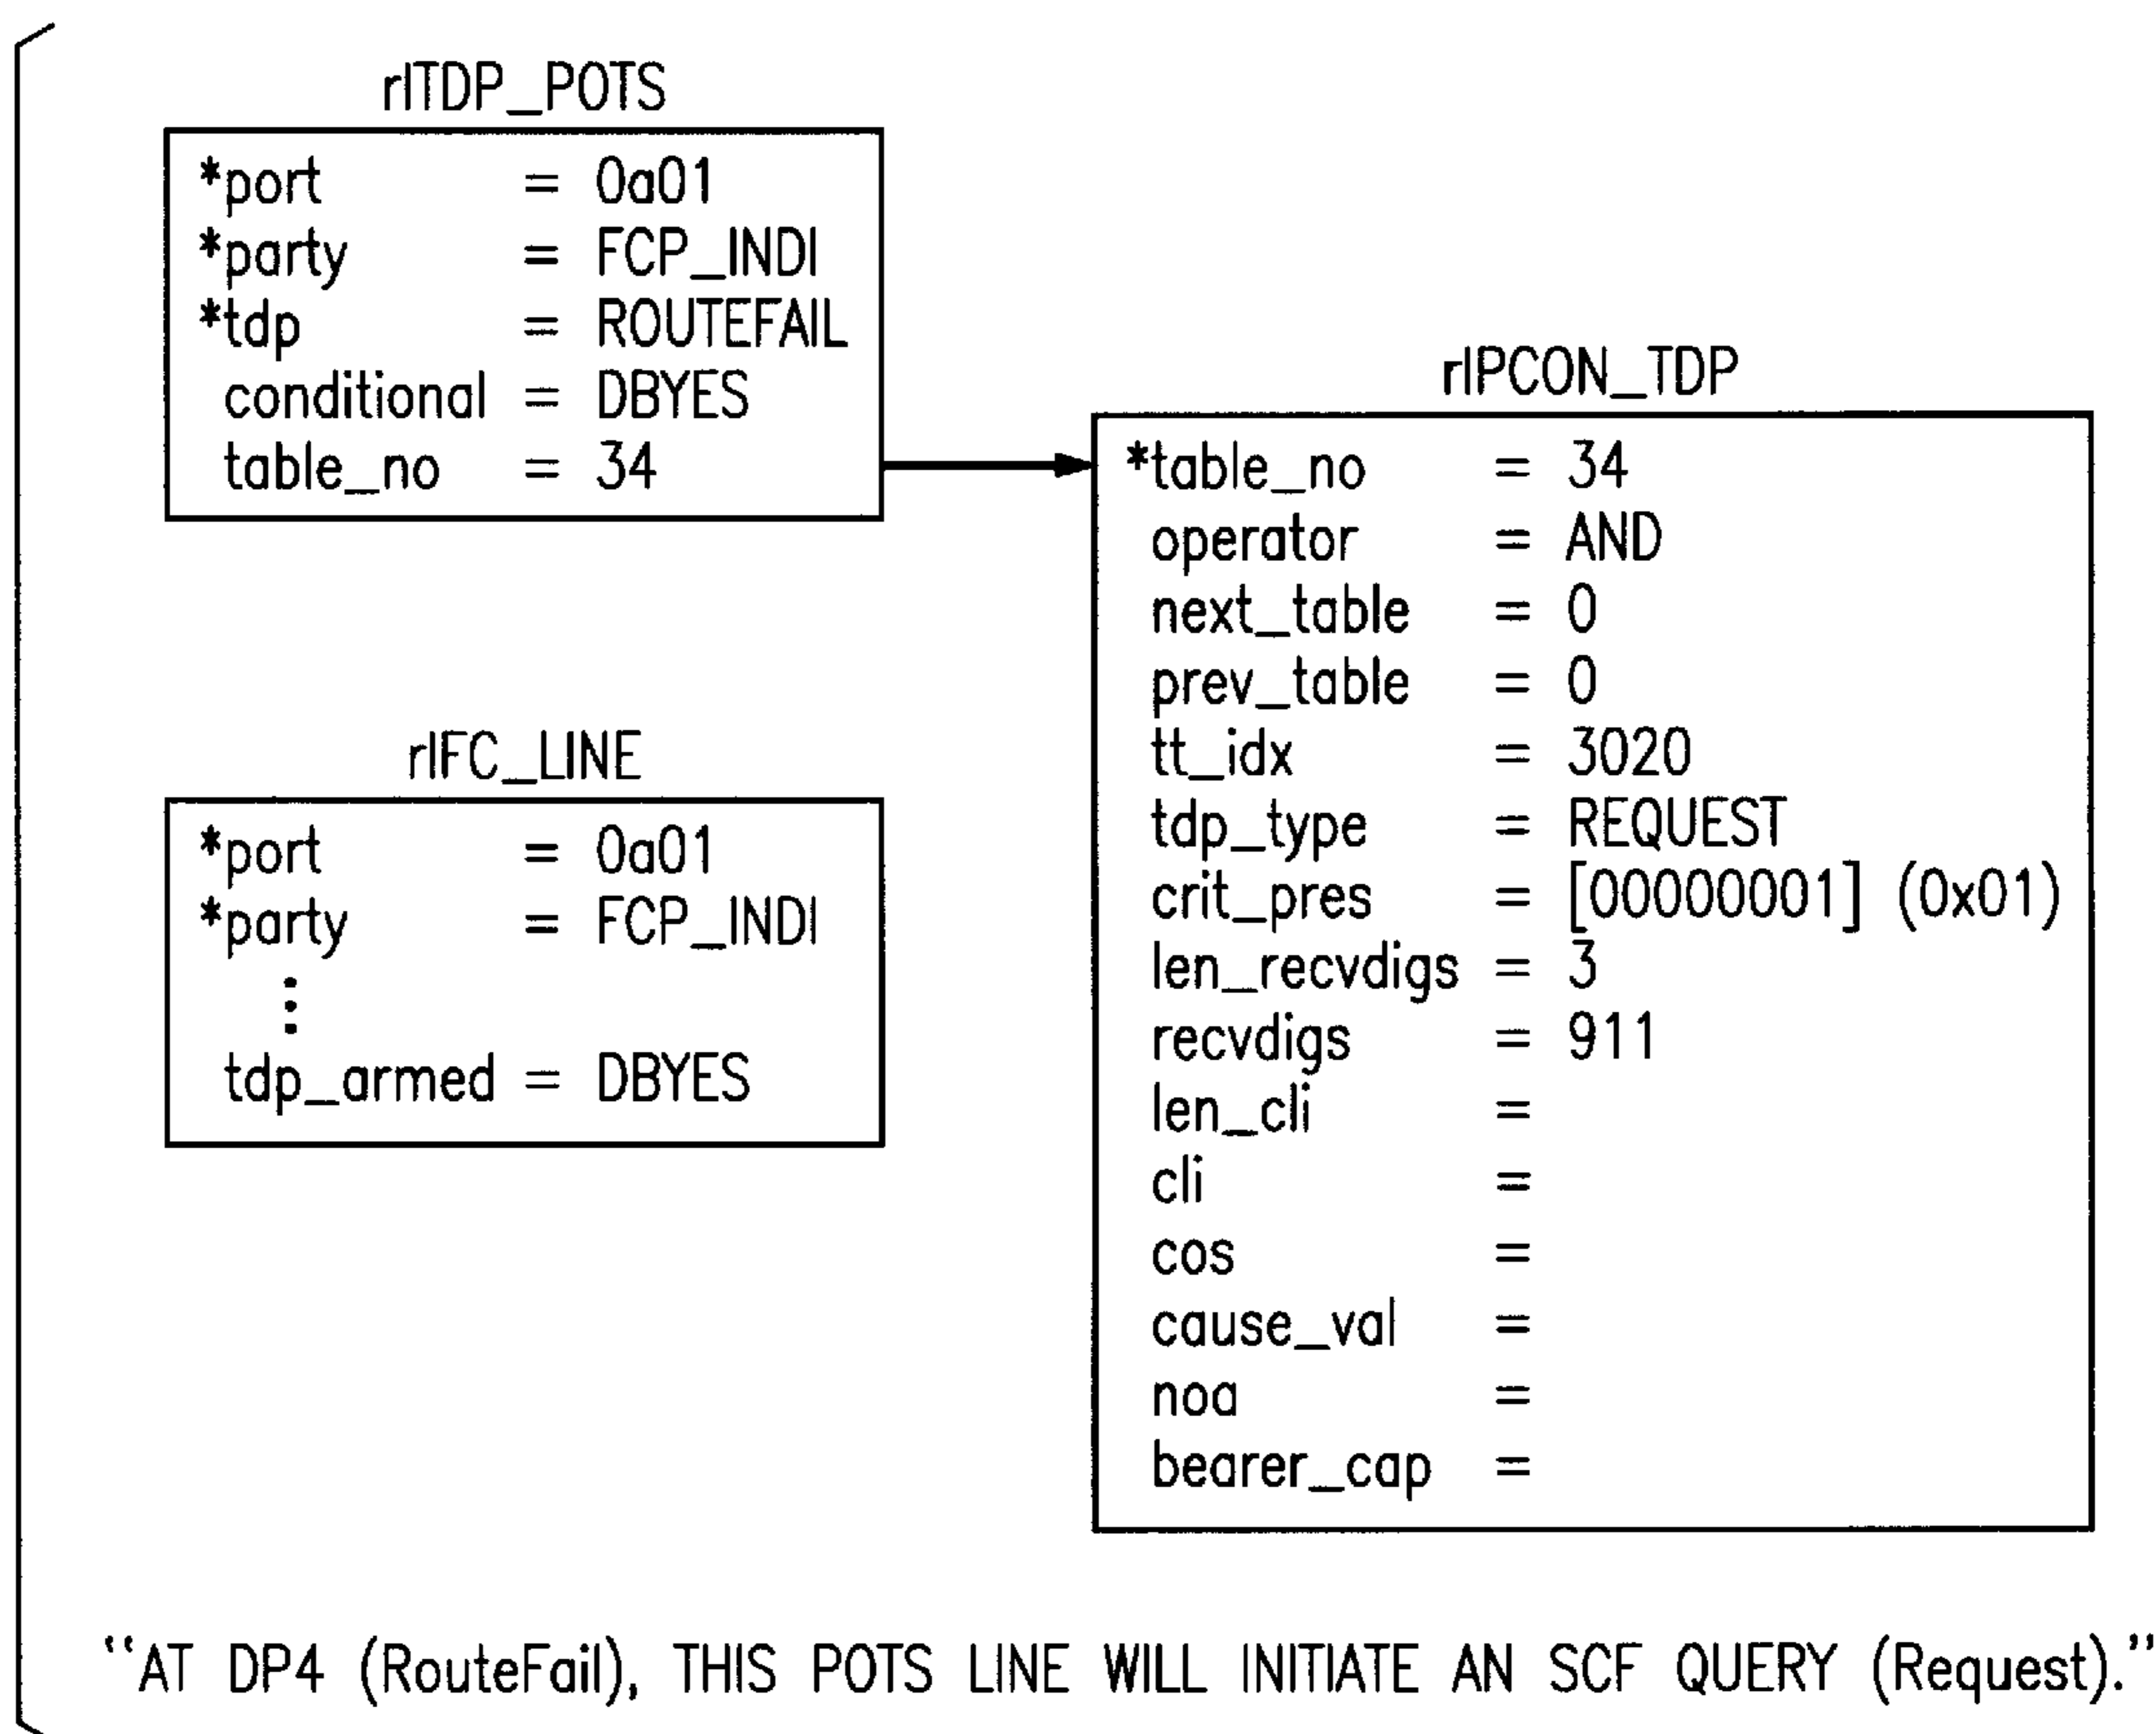 rlTDP_POTS
*port = 0a01
*party = FCP_INDI
*tdp = ROUTEFAIL
conditional = DBYES
table_no = 34
rlFC_LINE
*port = 0a01
*party = FCP_INDI
⋮
tdp_armed = DBYES
rlPCON_TDP
*table_no = 34
operator = AND
next_table = 0
prev_table = 0
tt_idx = 3020
tdp_type = REQUEST
crit_pres = [00000001] (0x01)
len_recvdigs = 3
recvdigs = 911
len_cli =
cli =
cos =
cause_val =
noa =
bearer_cap =
“AT DP4 (RouteFail), THIS POTS LINE WILL INITIATE AN SCF QUERY (Request).”